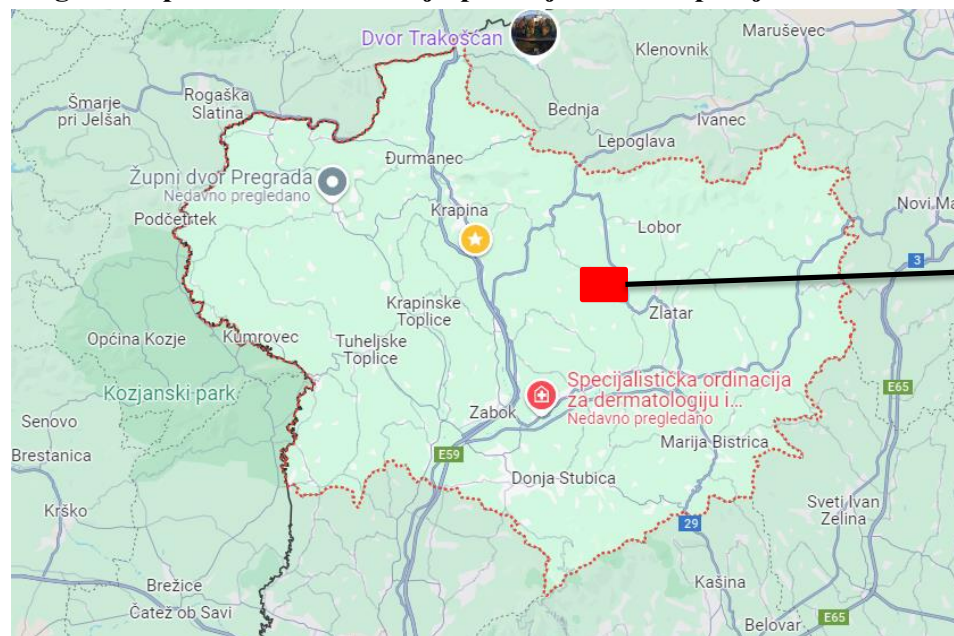 Dvor Trakošćan
Maruševec
Klenovnik
Rogaška
Slatina
Šmarje
pri Jelšah
Bednja
Ivanec
Lepoglava
Đurmanec
Župni dvor Pregrada
Nedavno pregledano
Podčetrtek
Krapina
Lobor
Novi Ma
3
Krapinske
Toplice
Zlatar
Općina Kozje
Kumrovec
Tuheljske
Toplice
Kozjanski park
Specijalistička ordinacija
za dermatologiju i...
Nedavno pregledano
E65
Senovo
Zabok
Brestanica
E59
Marija Bistrica
Donja Stubica
Krško
Sveti Ivan
Zelina
29
Brežice
Kašina
Čatež ob Savi
Belovar
E65